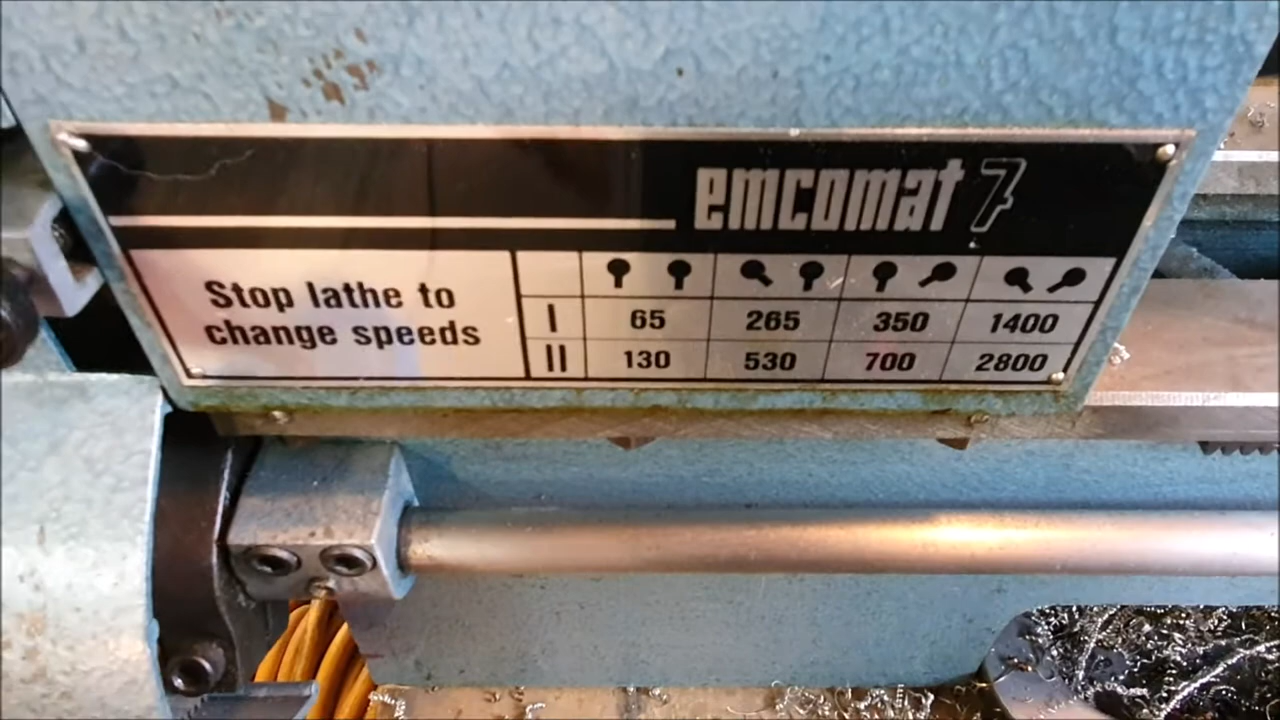 emcomat 7
Stop lathe to
change speeds
I 65 265 350 1400
II 130 530 700 2800